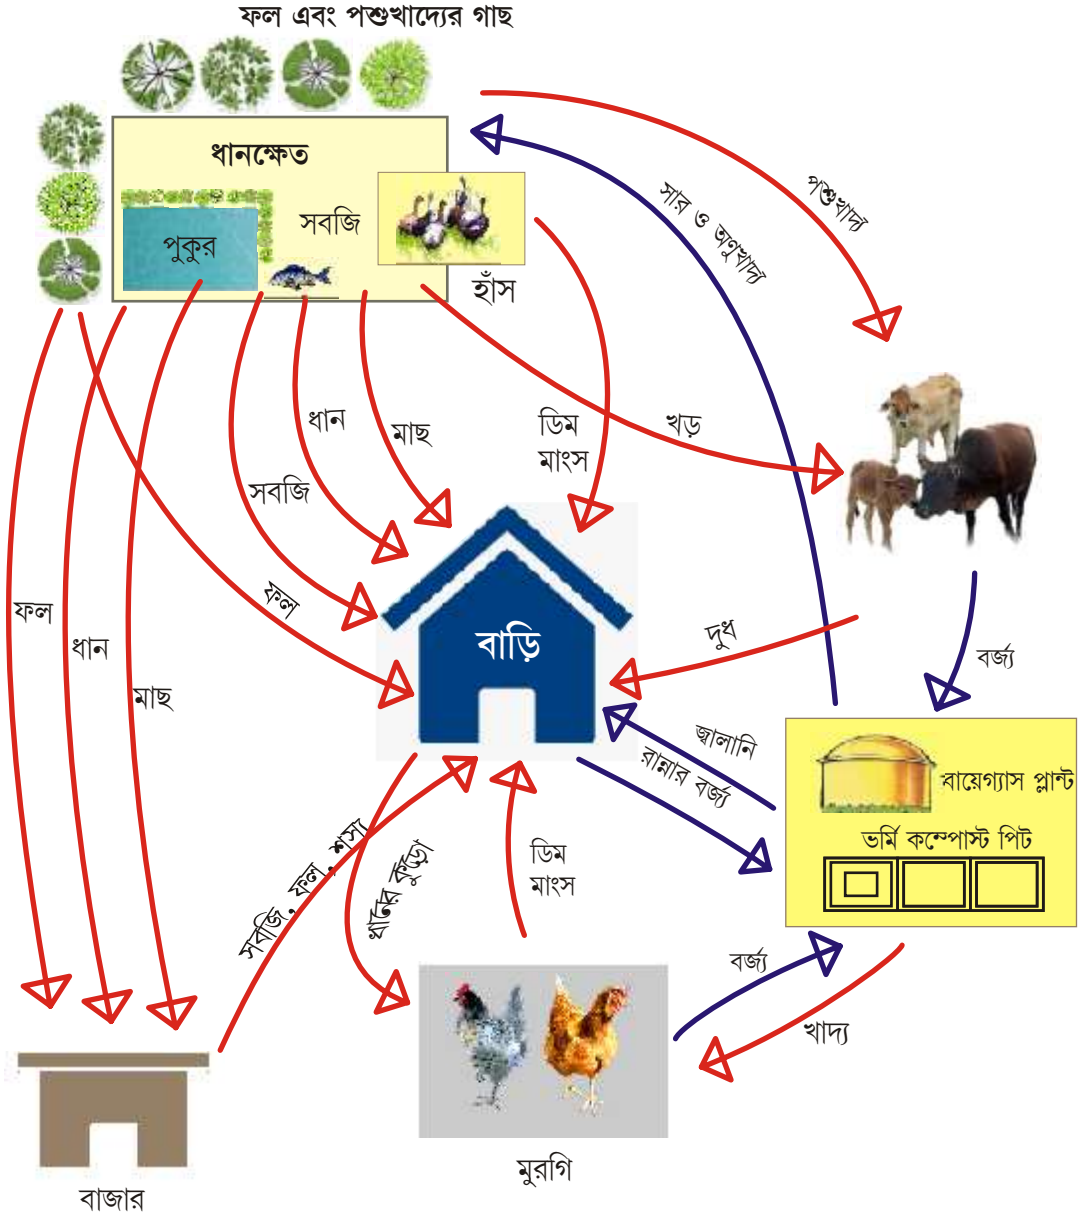 ফল এবং পশুখাদ্যের গাছ
ধানক্ষেত
পুকুর
সবজি
হাঁস
সার ও অণুখাদ্য
পশুখাদ্য
ধান
মাছ
ডিম
মাংস
খড়
সবজি
ফল
ফল
ধান
মাছ
বাড়ি
দুধ
বর্জ্য
জ্বালানি
রান্নার বর্জ্য
বায়েগ্যাস প্লান্ট
ভর্মি কম্পোস্ট পিট
সবজি, ফল, শস্য
ধানের কুড়ো
ডিম
মাংস
বর্জ্য
খাদ্য
মুরগি
বাজার